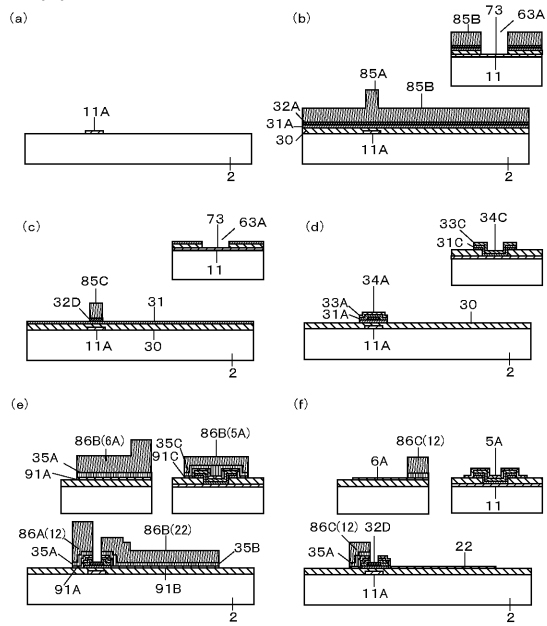 (a)
11A
2
(b)
85B
73
63A
11
85A
85B
32A
31A
30
11A
2
(c)
73
63A
11
85C
32D
31
11A
30
2
(d)
33C
34C
31C
11
34A
33A
31A
30
11A
2
(e)
86B(6A)
35A
91A
35C
86B(5A)
91C
86A(12)
86B(22)
35A
35B
91A
91B
2
(f)
86C(12)
6A
5A
11
86C(12)
32D
35A
22
11A
2